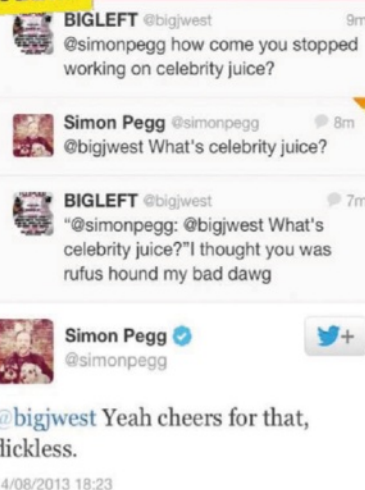 BIGLEFT @bigjwest 9m
@simonpegg how come you stopped
working on celebrity juice?
Simon Pegg @simonpegg 8m
@bigjwest What's celebrity juice?
BIGLEFT @bigjwest 7m
"@simonpegg: @bigjwest What's
celebrity juice?"I thought you was
rufus hound my bad dawg
Simon Pegg
@simonpegg
@bigjwest Yeah cheers for that,
dickless.
4/08/2013 18:23